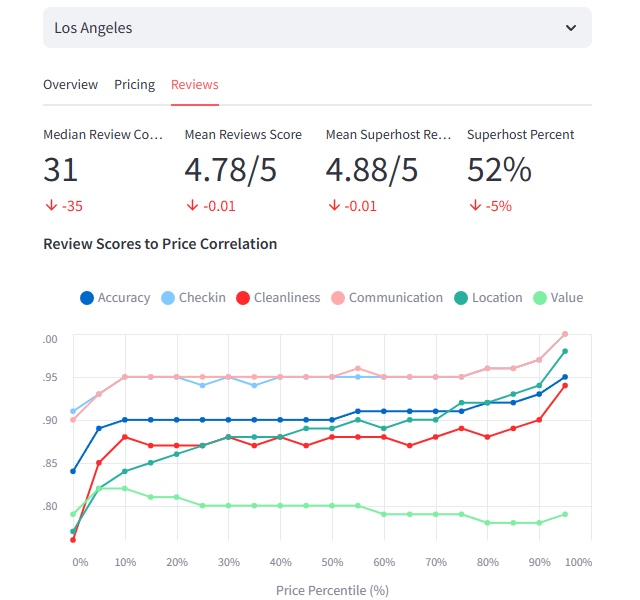 Los Angeles
Overview Pricing Reviews
Median Review Co... Mean Reviews Score Mean Superhost Re... Superhost Percent
31 4.78/5 4.88/5 52%
↓ -35 ↓ -0.01 ↓ -0.01 ↓ -5%
Review Scores to Price Correlation
Accuracy Checkin Cleanliness Communication Location Value
.00
.95
.90
.85
.80
0% 10% 20% 30% 40% 50% 60% 70% 80% 90% 100%
Price Percentile (%)